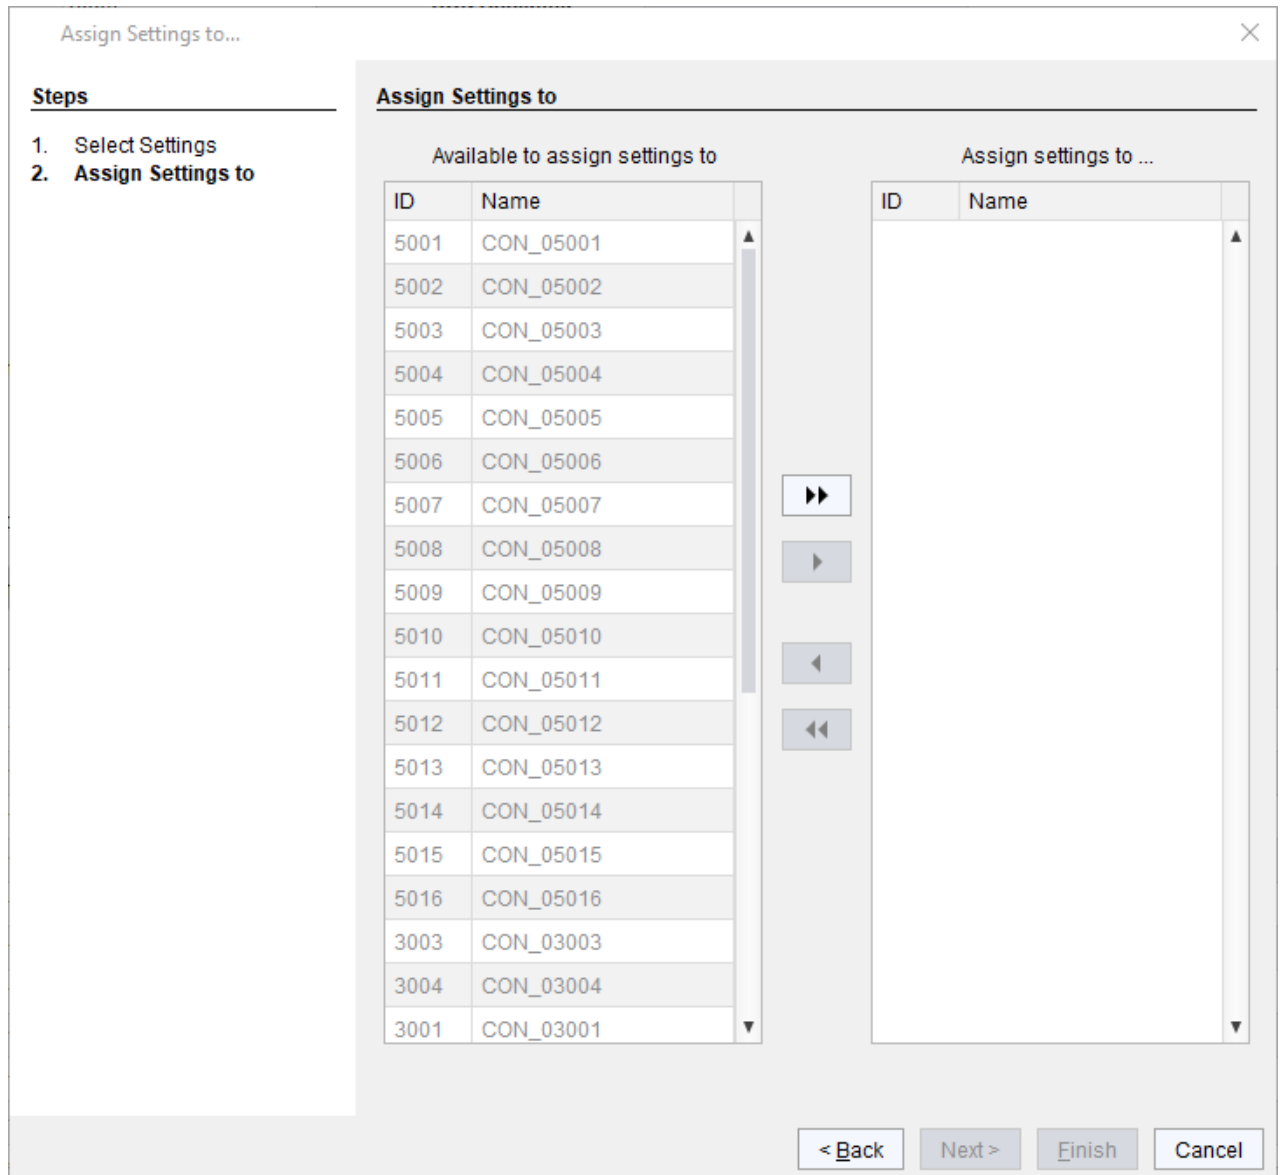 Assign Settings to...
Steps
1. Select Settings
2. Assign Settings to
Assign Settings to
Available to assign settings to
ID Name
5001 CON_05001
5002 CON_05002
5003 CON_05003
5004 CON_05004
5005 CON_05005
5006 CON_05006
5007 CON_05007
5008 CON_05008
5009 CON_05009
5010 CON_05010
5011 CON_05011
5012 CON_05012
5013 CON_05013
5014 CON_05014
5015 CON_05015
5016 CON_05016
3003 CON_03003
3004 CON_03004
3001 CON_03001
Assign settings to ...
ID Name
< Back Next > Finish Cancel